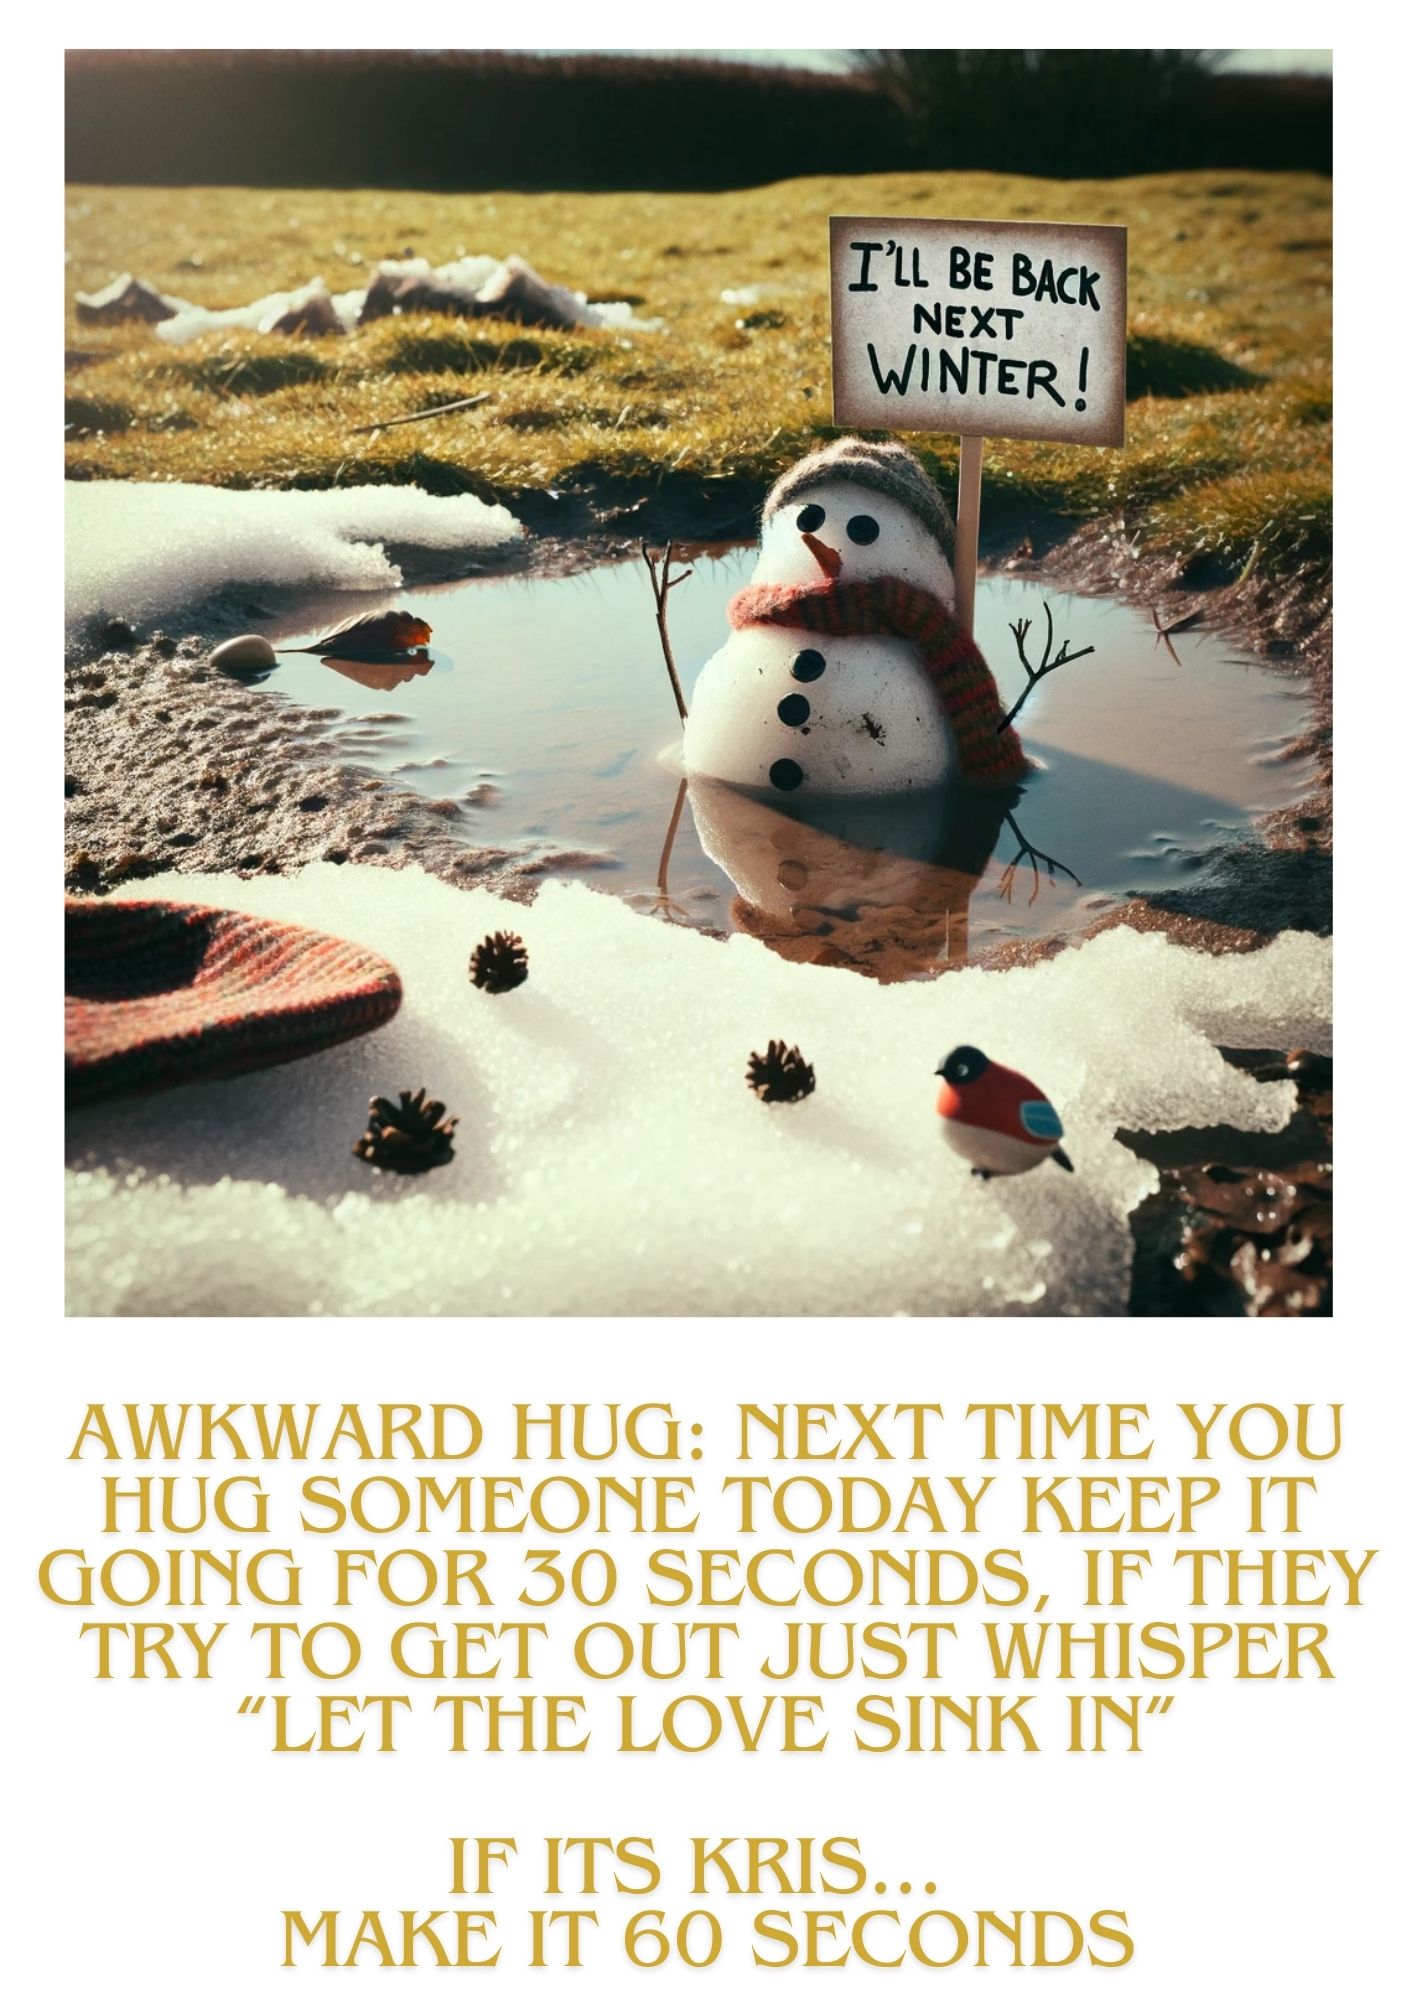 I'LL BE BACK
NEXT
WINTER!
AWKWARD HUG: NEXT TIME YOU
HUG SOMEONE TODAY KEEP IT
GOING FOR 30 SECONDS, IF THEY
TRY TO GET OUT JUST WHISPER
“LET THE LOVE SINK IN”
IF ITS KRIS...
MAKE IT 60 SECONDS